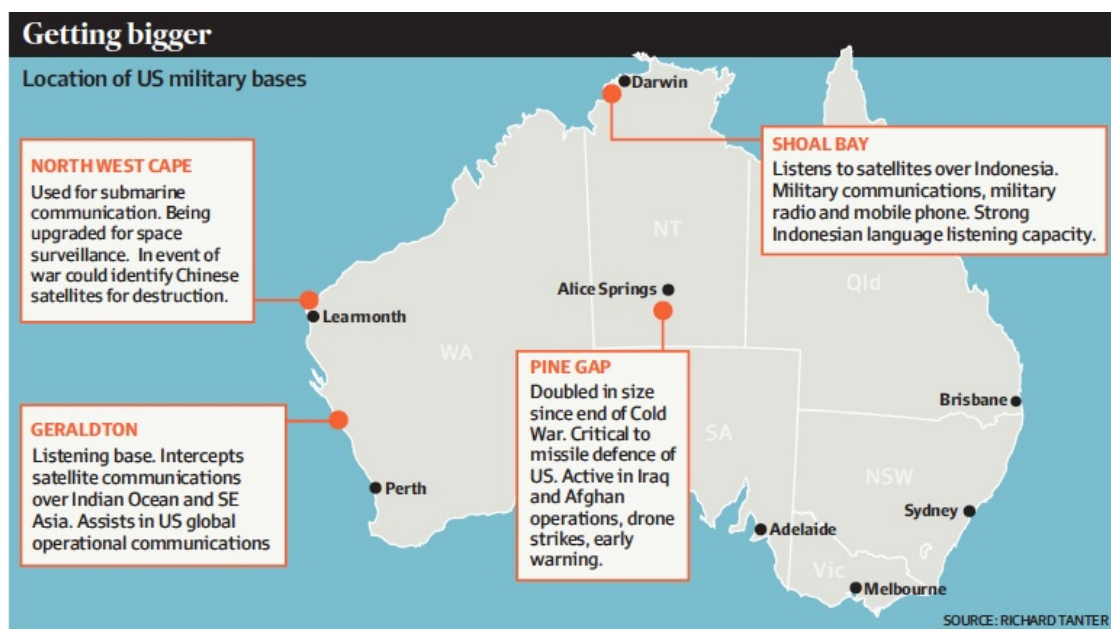 Getting bigger
Location of US military bases
Darwin
NORTH WEST CAPE
Used for submarine
communication. Being
upgraded for space
surveillance. In event of
war could identify Chinese
satellites for destruction.
SHOAL BAY
Listens to satellites over Indonesia.
Military communications, military
radio and mobile phone. Strong
Indonesian language listening capacity.
NT
Alice Springs
Qld
Learmonth
WA
PINE GAP
Doubled in size
since end of Cold
War. Critical to
missile defence of
US. Active in Iraq
and Afghan
operations, drone
strikes, early
warning.
Brisbane
GERALDTON
Listening base. Intercepts
satellite communications
over Indian Ocean and SE
Asia. Assists in US global
operational communications
SA
NSW
Perth
Sydney
Adelaide
Vic
Melbourne
SOURCE: RICHARD TANTER